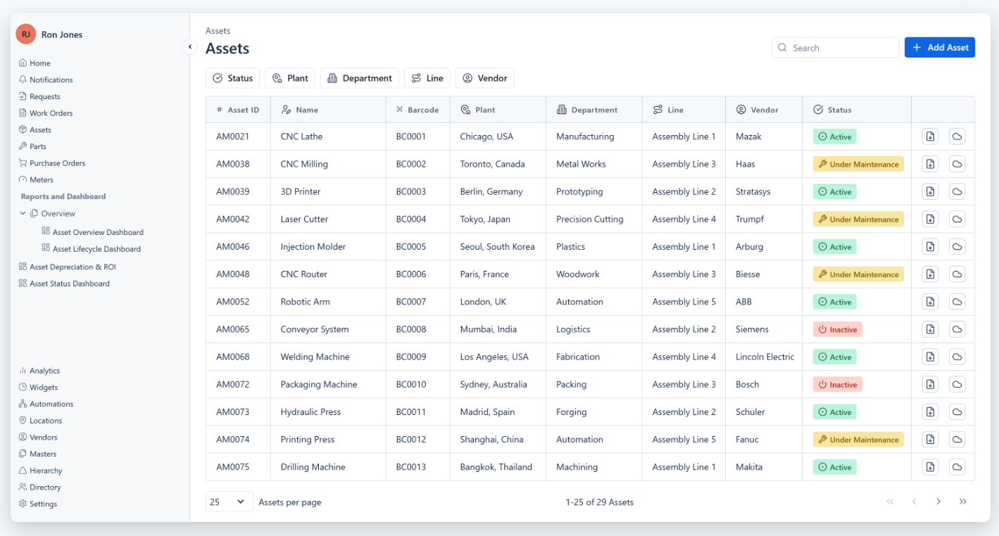 RJ Ron Jones
Home
Notifications
Requests
Work Orders
Assets
Parts
Purchase Orders
Meters
Reports and Dashboard
Overview
Asset Overview Dashboard
Asset Lifecycle Dashboard
Asset Depreciation & ROI
Asset Status Dashboard
Analytics
Widgets
Automations
Locations
Vendors
Masters
Hierarchy
Directory
Settings
Assets
Assets
Search
+ Add Asset
Status Plant Department Line Vendor
# Asset ID Name Barcode Plant Department Line Vendor Status
AM0021 CNC Lathe BC0001 Chicago, USA Manufacturing Assembly Line 1 Mazak Active
AM0038 CNC Milling BC0002 Toronto, Canada Metal Works Assembly Line 3 Haas Under Maintenance
AM0039 3D Printer BC0003 Berlin, Germany Prototyping Assembly Line 2 Stratasys Active
AM0042 Laser Cutter BC0004 Tokyo, Japan Precision Cutting Assembly Line 4 Trumpf Under Maintenance
AM0046 Injection Molder BC0005 Seoul, South Korea Plastics Assembly Line 1 Arburg Active
AM0048 CNC Router BC0006 Paris, France Woodwork Assembly Line 3 Biesse Under Maintenance
AM0052 Robotic Arm BC0007 London, UK Automation Assembly Line 5 ABB Active
AM0065 Conveyor System BC0008 Mumbai, India Logistics Assembly Line 2 Siemens Inactive
AM0068 Welding Machine BC0009 Los Angeles, USA Fabrication Assembly Line 4 Lincoln Electric Active
AM0072 Packaging Machine BC0010 Sydney, Australia Packing Assembly Line 3 Bosch Inactive
AM0073 Hydraulic Press BC0011 Madrid, Spain Forging Assembly Line 2 Schuler Active
AM0074 Printing Press BC0012 Shanghai, China Automation Assembly Line 5 Fanuc Under Maintenance
AM0075 Drilling Machine BC0013 Bangkok, Thailand Machining Assembly Line 1 Makita Active
25 Assets per page 1-25 of 29 Assets